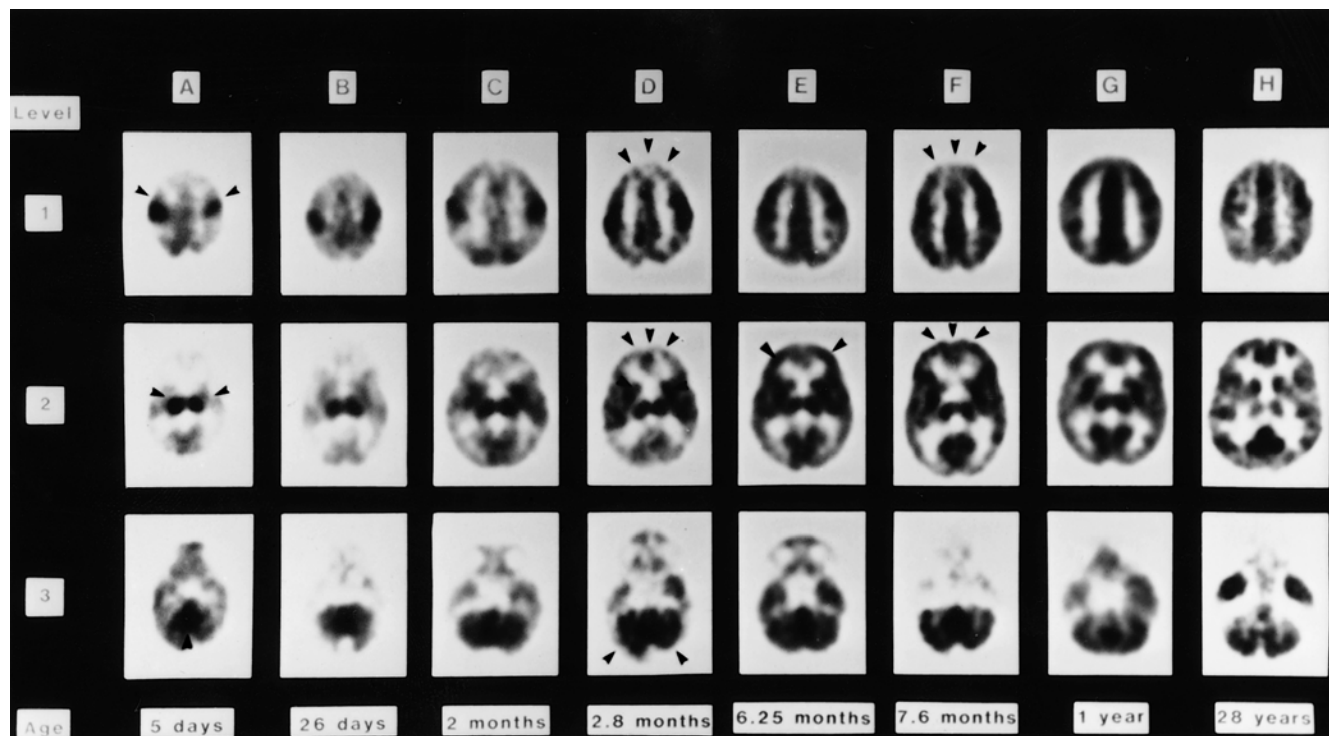 A B C D E F G H
Level
1
2
3
Age 5 days 26 days 2 months 2.8 months 6.25 months 7.6 months 1 year 28 years